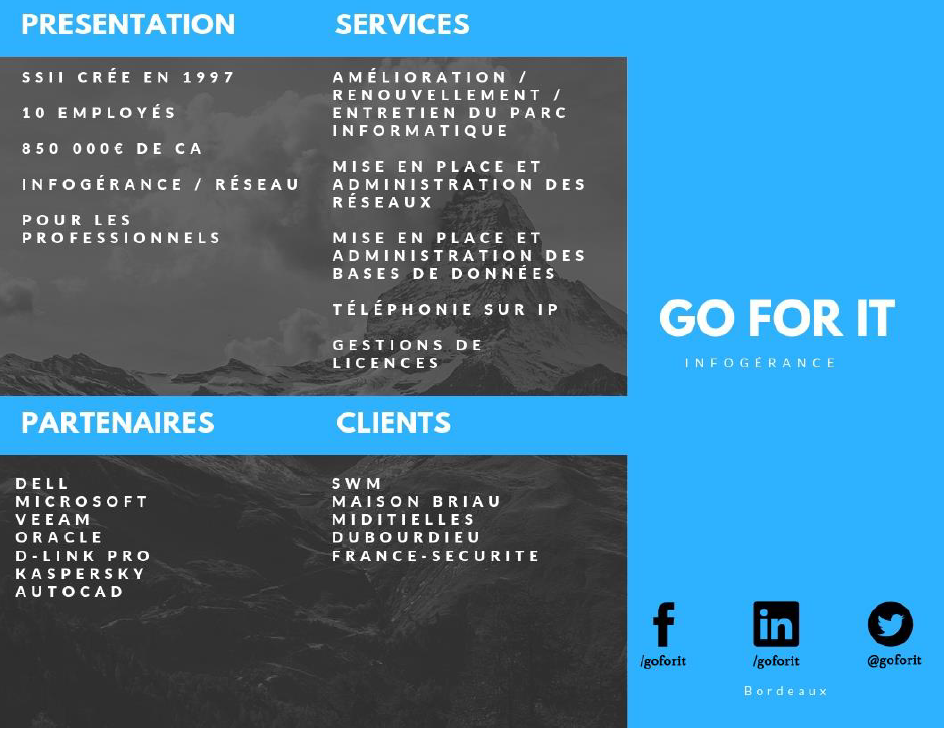 PRESENTATION
SSII CRÉE EN 1997
10 EMPLOYÉS
850 000€ DE CA
INFOGÉRANCE / RÉSEAU
POUR LES
PROFESSIONNELS
SERVICES
AMÉLIORATION /
RENOUVELLEMENT /
ENTRETIEN DU PARC
INFORMATIQUE
MISE EN PLACE ET
ADMINISTRATION DES
RÉSEAUX
MISE EN PLACE ET
ADMINISTRATION DES
BASES DE DONNÉES
TÉLÉPHONIE SUR IP
GESTIONS DE
LICENCES
PARTENAIRES
DELL
MICROSOFT
VEEAM
ORACLE
D-LINK PRO
KASPERSKY
AUTOCAD
CLIENTS
SWM
MAISON BRIAU
MIDITIELLES
DUBOURDIEU
FRANCE-SECURITE
GO FOR IT
INFOGÉRANCE
/goforit
/goforit
@goforit
Bordeaux